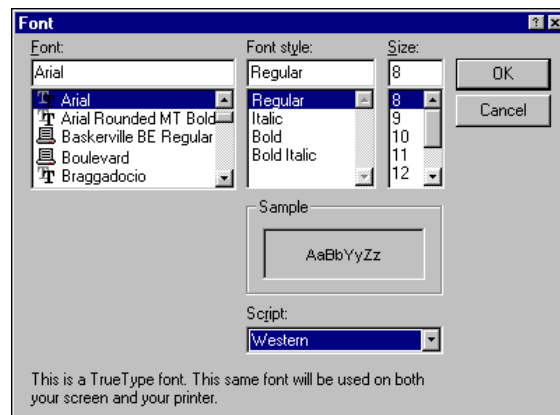 Font
Font:
Arial
Arial
Arial Rounded MT Bold
Baskerville BE Regular
Boulevard
Braggadocio
Font style:
Regular
Regular
Italic
Bold
Bold Italic
Size:
8
8
9
10
11
12
OK
Cancel
Sample
AaBbYyZz
Script:
Western
This is a TrueType font. This same font will be used on both
your screen and your printer.